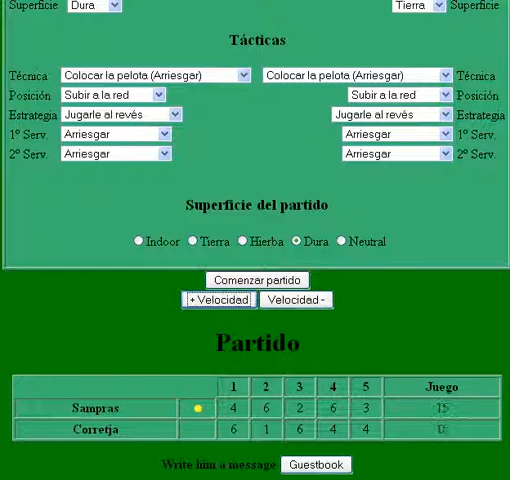 Superficie Dura Tierra Superficie
Tácticas
Técnica Colocar la pelota (Arriesgar) Colocar la pelota (Arriesgar) Técnica
Posición Subir a la red Subir a la red Posición
Estrategia Jugarle al revés Jugarle al revés Estrategia
1º Serv. Arriesgar Arriesgar 1º Serv.
2º Serv. Arriesgar Arriesgar 2º Serv.
Superficie del partido
Indoor Tierra Hierba Dura Neutral
Comenzar partido
+ Velocidad Velocidad -
Partido
1 2 3 4 5 Juego
Sampras 4 6 2 6 3 15
Corretja 6 1 6 4 4
Write him a message Guestbook